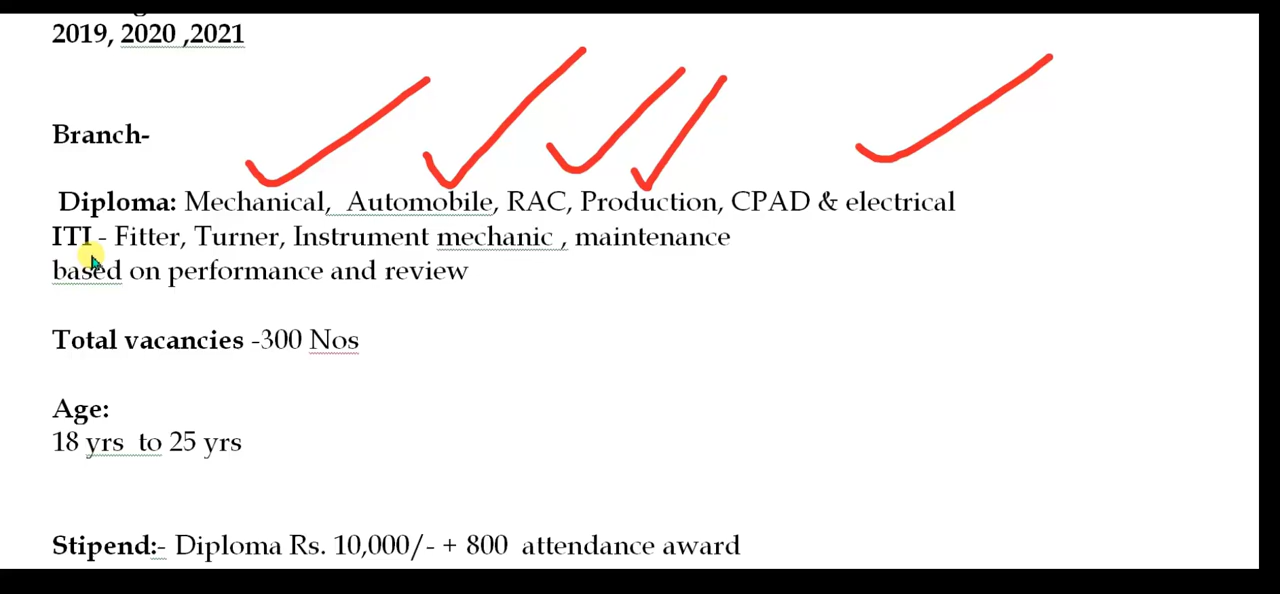 2019, 2020 ,2021
Branch-
Diploma: Mechanical, Automobile, RAC, Production, CPAD & electrical
ITI - Fitter, Turner, Instrument mechanic , maintenance
based on performance and review
Total vacancies -300 Nos
Age:
18 yrs to 25 yrs
Stipend:- Diploma Rs. 10,000/- + 800 attendance award